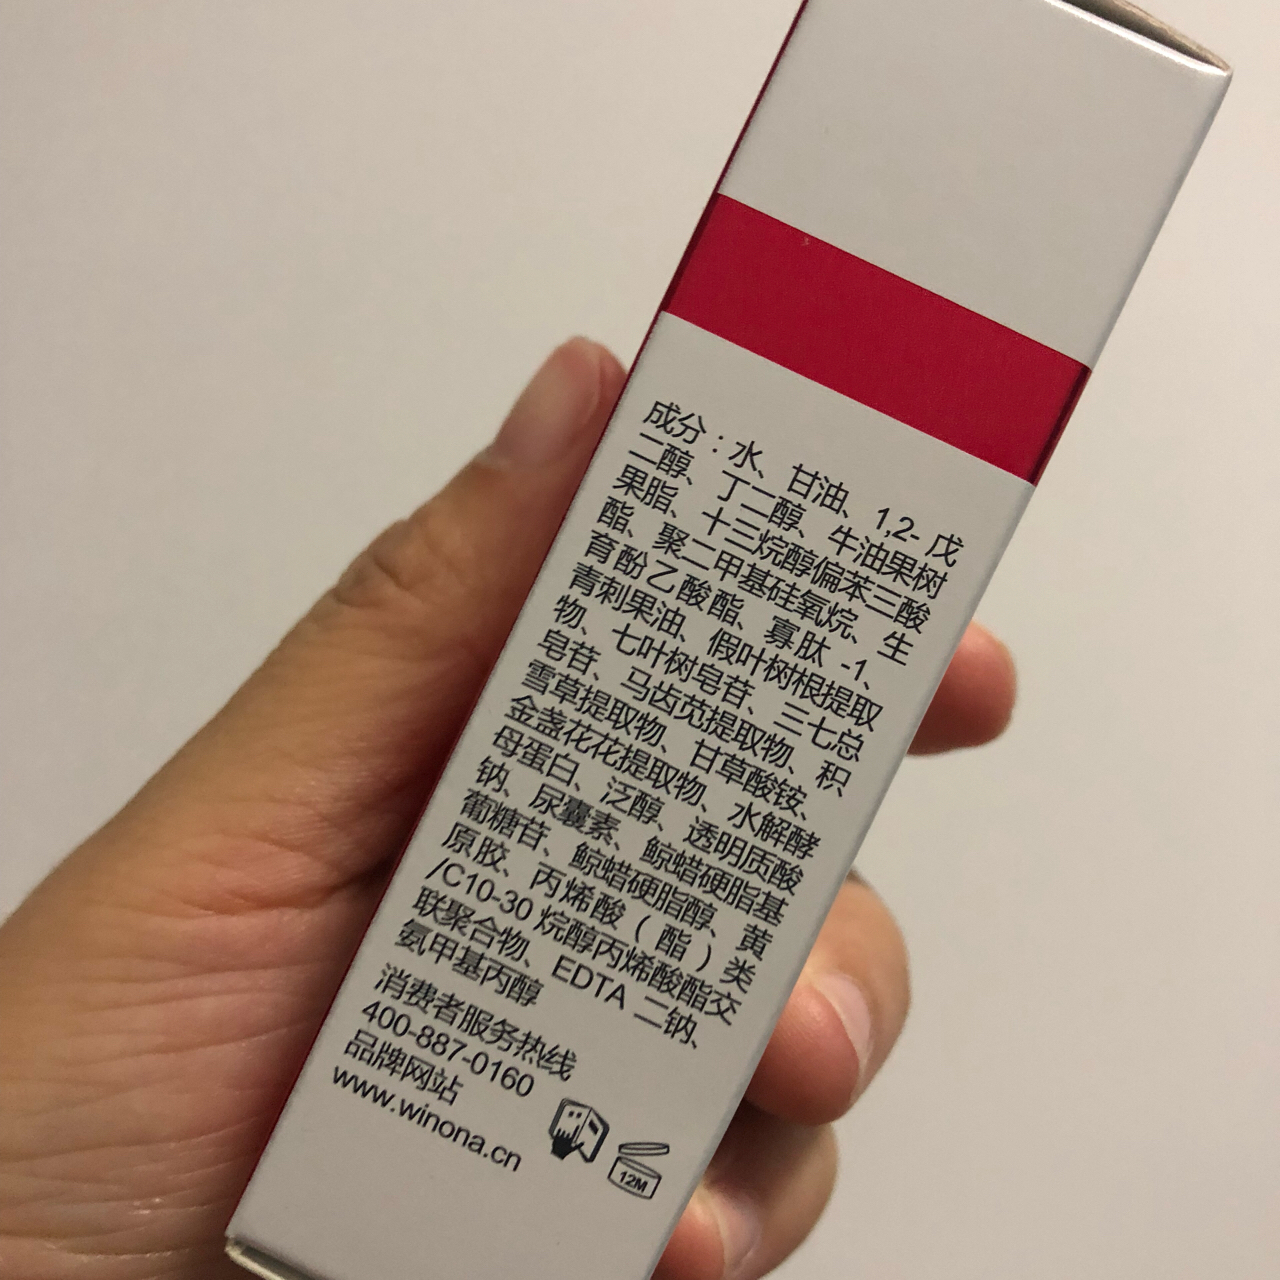 成分：水、甘油、1,2- 戊
二醇、丁二醇、牛油果树
果脂、十三烷醇偏苯三酸
酯、聚二甲基硅氧烷、生
育酚乙酸酯、寡肽 -1、
青刺果油、假叶树根提取
物、七叶树皂苷、三七总
皂苷、马齿苋提取物、积
雪草提取物、甘草酸铵、
金盏花花提取物、水解酵
母蛋白、泛醇、透明质酸
钠、尿囊素、鲸蜡硬脂基
葡糖苷、鲸蜡硬脂醇、黄
原胶、丙烯酸（酯）类
/C10-30 烷醇丙烯酸酯交
联聚合物、EDTA 二钠、
氨甲基丙醇
消费者服务热线
400-887-0160
品牌网站
www.winona.cn
12M